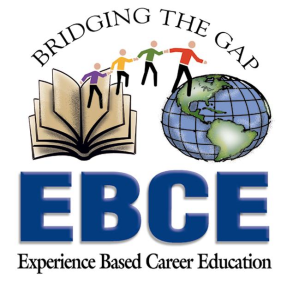 BRIDGING THE GAP
EBCE
Experience Based Career Education